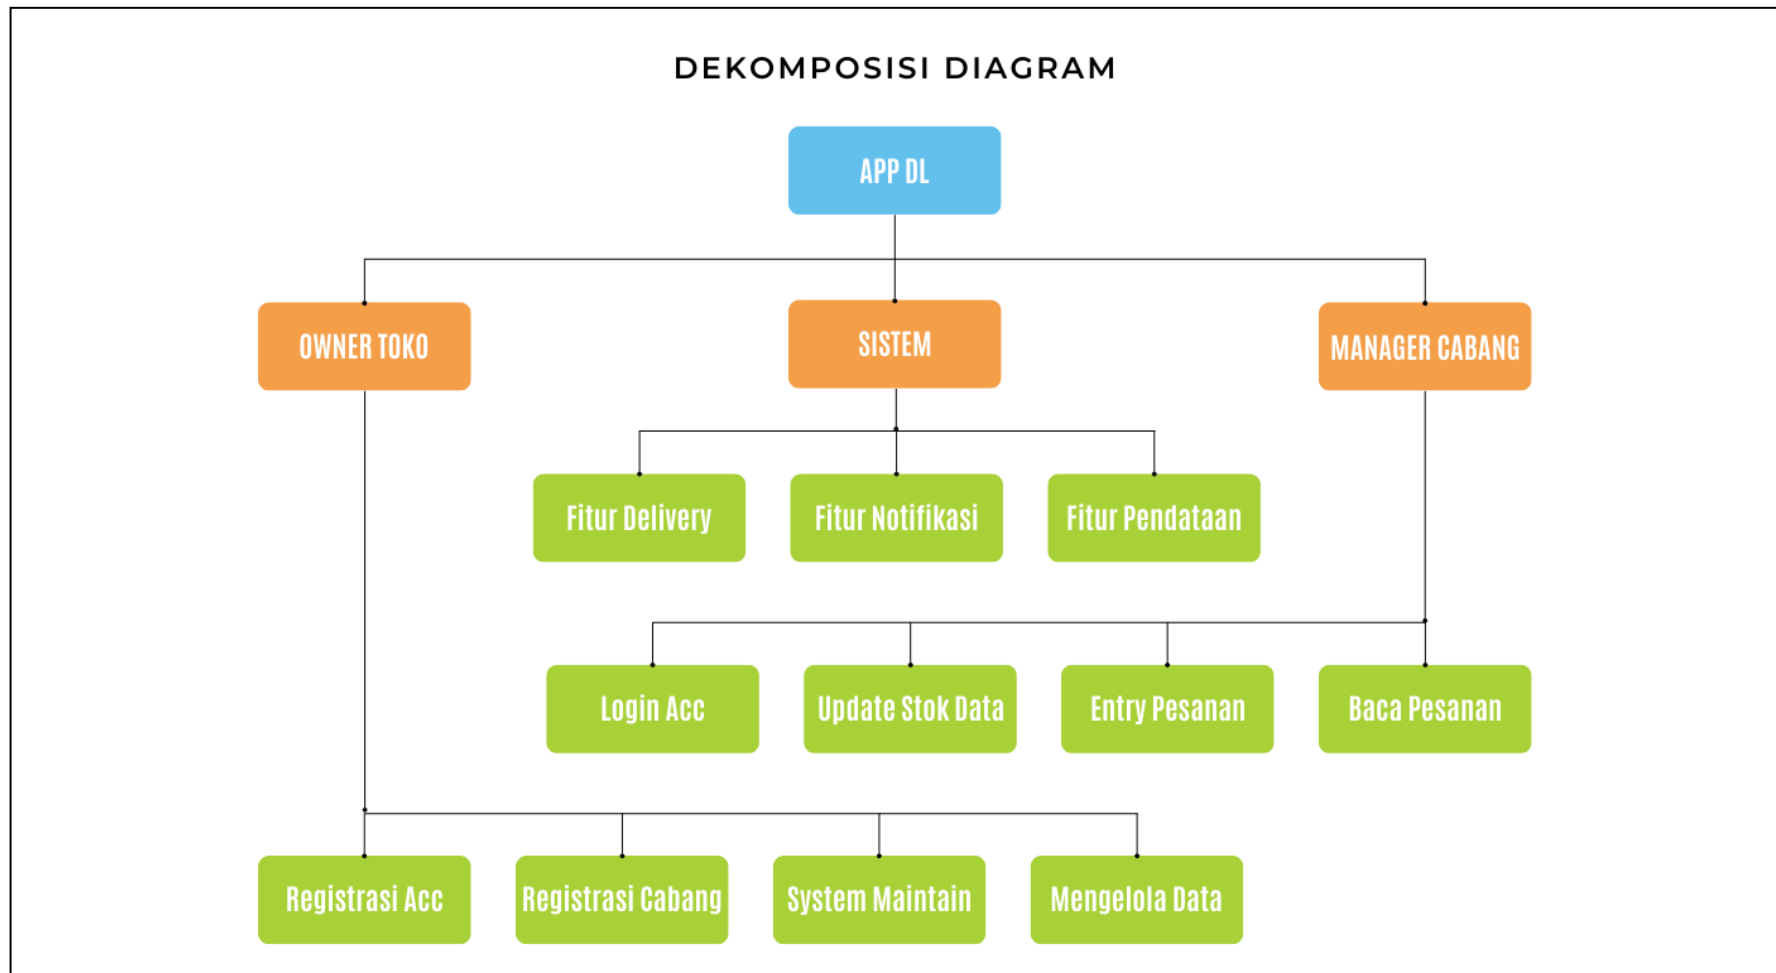 DEKOMPOSISI DIAGRAM
APP DL
OWNER TOKO
SISTEM
MANAGER CABANG
Fitur Delivery
Fitur Notifikasi
Fitur Pendataan
Login Acc
Update Stok Data
Entry Pesanan
Baca Pesanan
Registrasi Acc
Registrasi Cabang
System Maintain
Mengelola Data